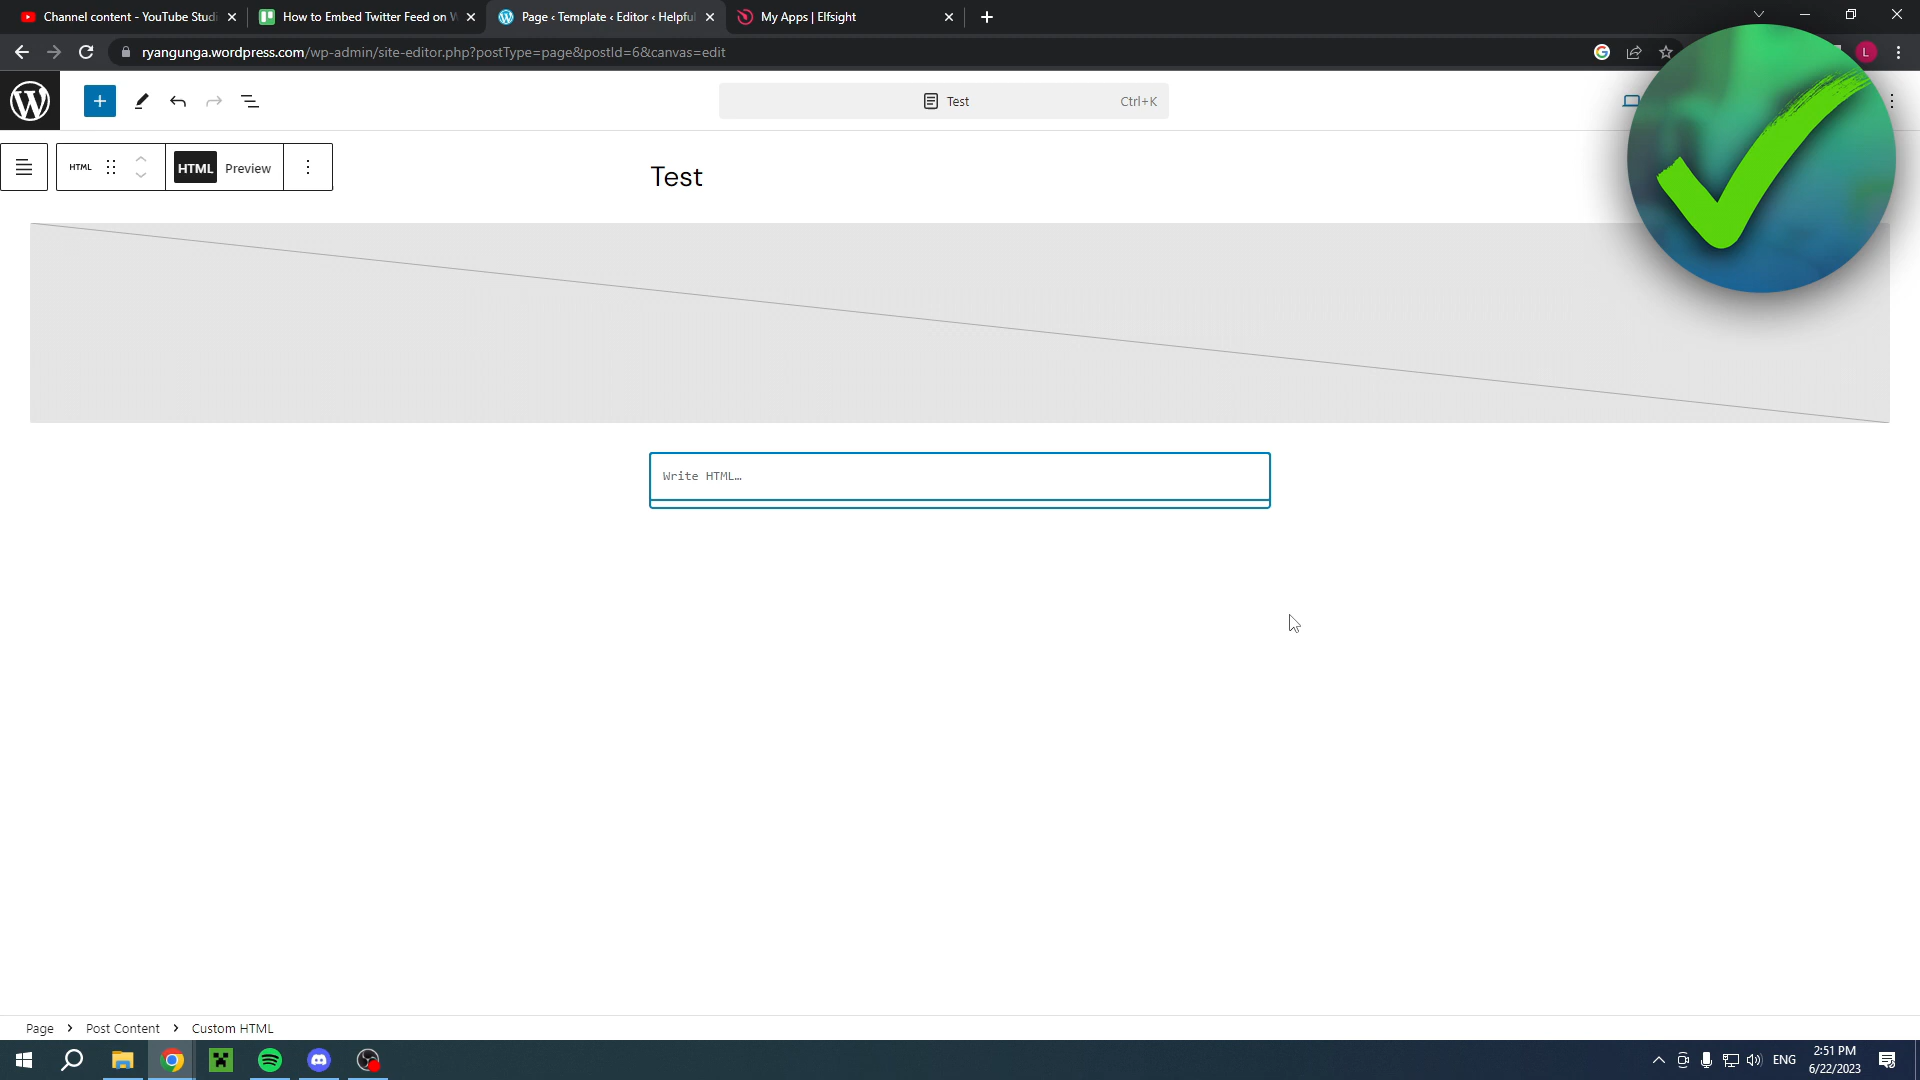 Channel content - YouTube Studi
How to Embed Twitter Feed on W
Page ‹ Template ‹ Editor ‹ Helpful
My Apps | Elfsight
ryangunga.wordpress.com/wp-admin/site-editor.php?postType=page&postId=6&canvas=edit
L
Test
Ctrl+K
HTML
HTML
Preview
Test
Write HTML…
Page
Post Content
Custom HTML
ENG
2:51 PM
6/22/2023